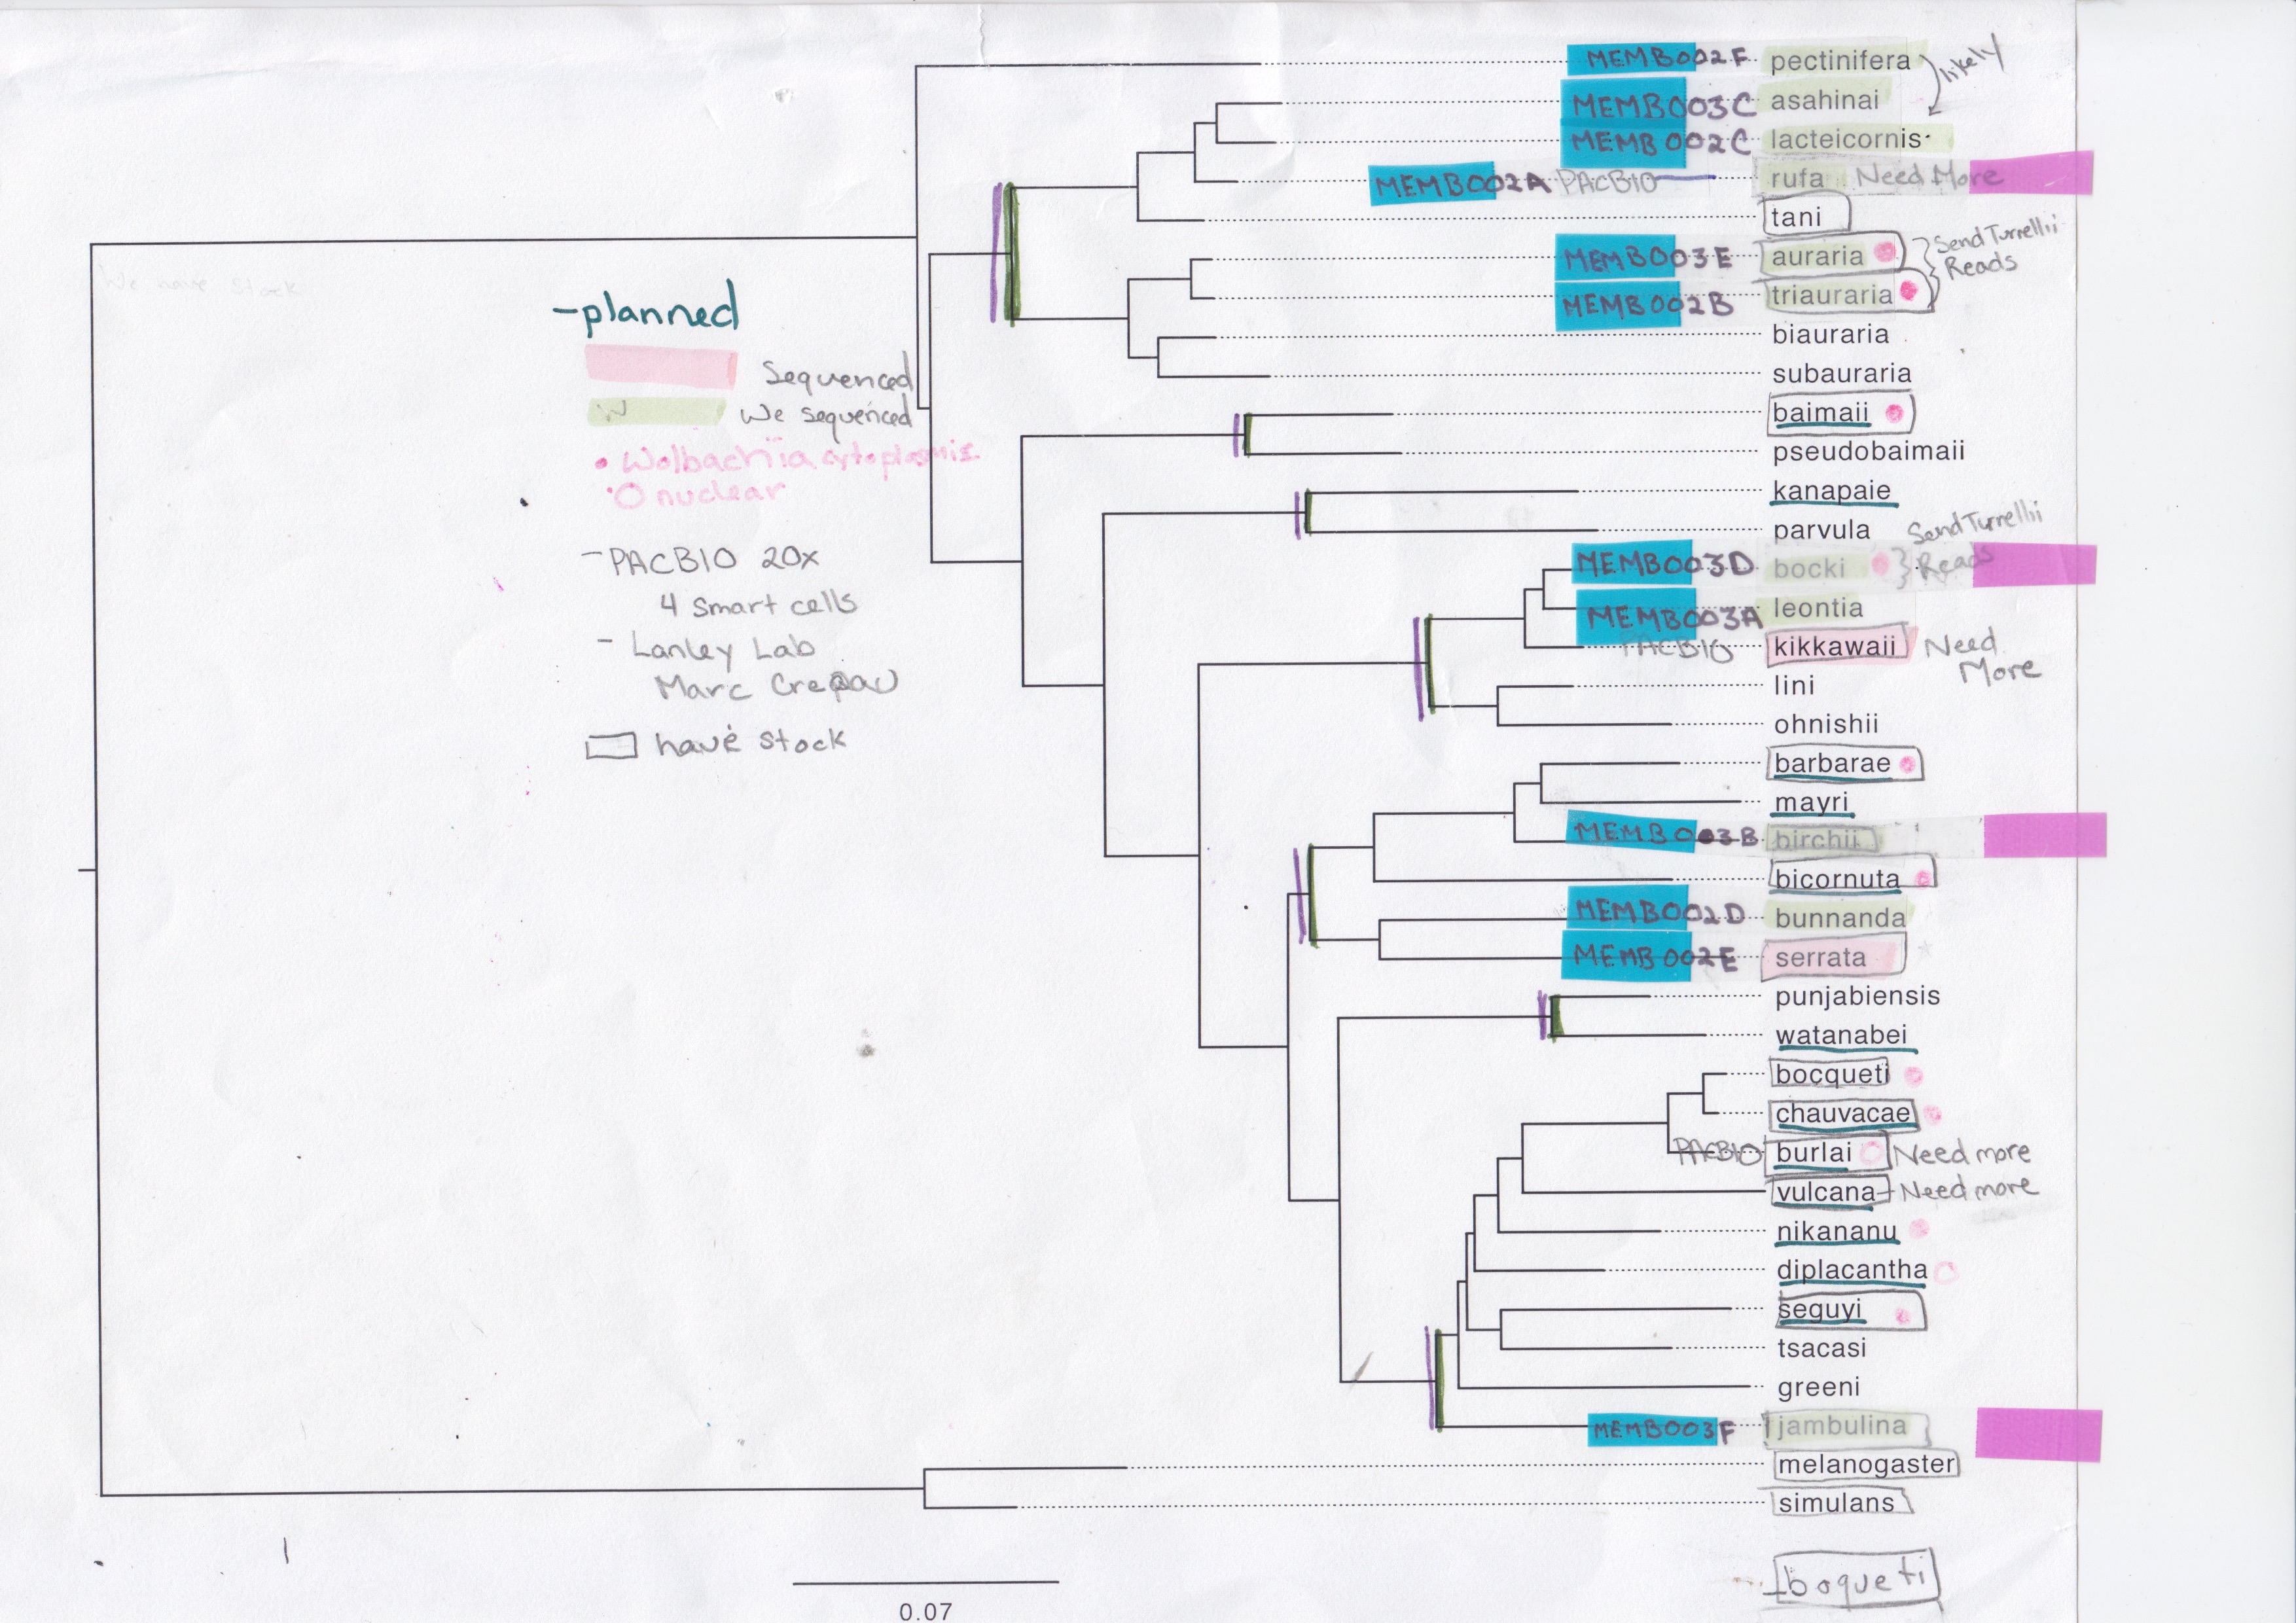 MEMB002F pectinifera
likely
MEMB003C asahinai
MEMB002C lacteicornis
MEMB002A PACBIO rufa Need More
tani
MEMB003E auraria
Send Turrellii
Reads
MEMB002B triauraria
biauraria
subauraria
baimaii
pseudobaimaii
kanapaie
parvula
Send Turrellii
Reads
MEMB003D bocki
MEMB003A leontia
PACBIO kikkawaii Need
More
lini
ohnishii
barbarae
mayri
MEMB003B birchii
bicornuta
MEMB002D bunnanda
MEMB002E serrata
punjabiensis
watanabei
bocqueti
chauvacae
PACBIO burlai Need more
vulcana - Need more
nikananu
diplacantha
seguyi
tsacasi
greeni
MEMB003F jambulina
melanogaster
simulans
boqueti
We have stock
-planned
Sequenced
W We sequenced
Wolbachia cytoplasmic
O nuclear
- PACBIO 20x
4 Smart cells
- Lanley Lab
Marc
have stock
0.07